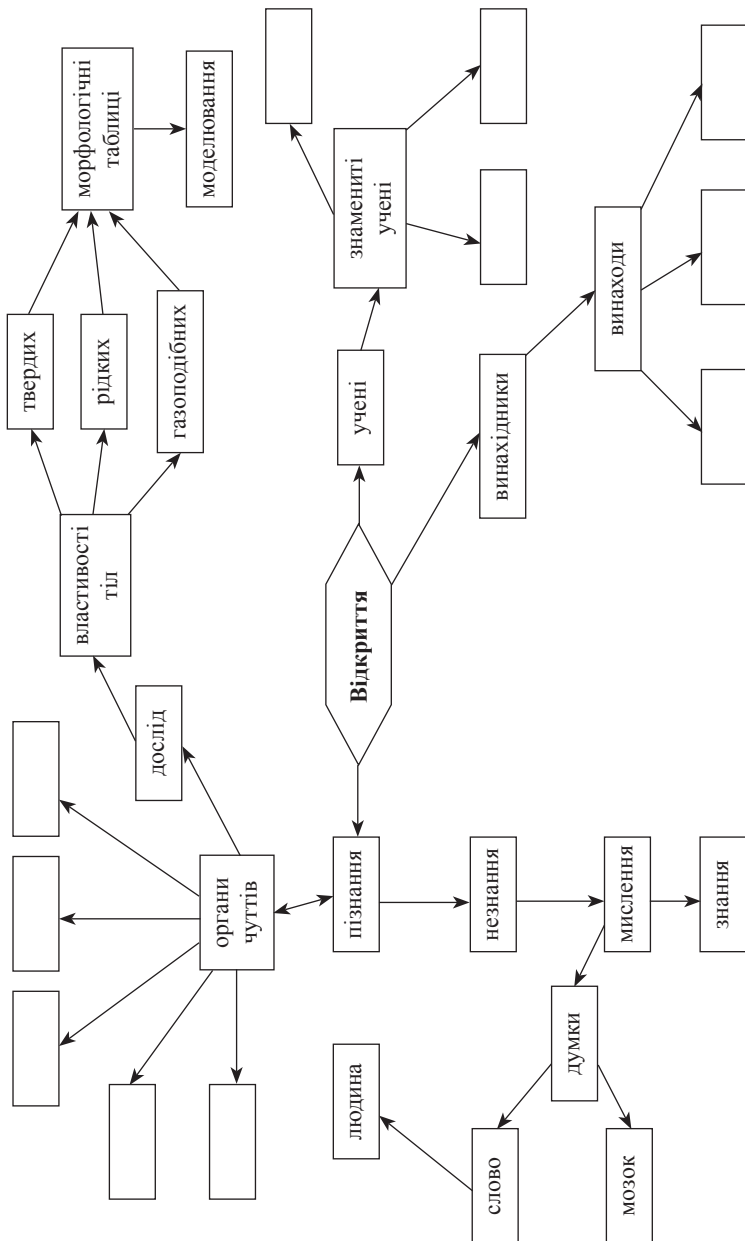 людина
слово
мозок
думки
органи
чуттів
пізнання
незнання
мислення
знання
дослід
Відкриття
властивості
тіл
твердих
рідких
газоподібних
учені
винахідники
морфологічні
таблиці
моделювання
знамениті
учені
винаходи